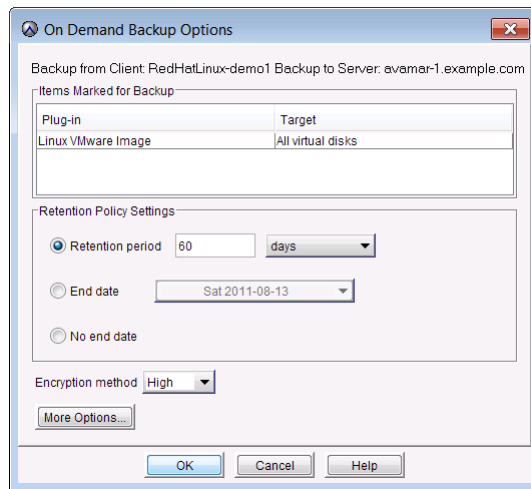 On Demand Backup Options
Backup from Client: RedHatLinux-demo1 Backup to Server: avamar-1.example.com
Items Marked for Backup
Plug-in Target
Linux VMware Image All virtual disks
Retention Policy Settings
Retention period 60 days
End date Sat 2011-08-13
No end date
Encryption method High
More Options...
OK Cancel Help